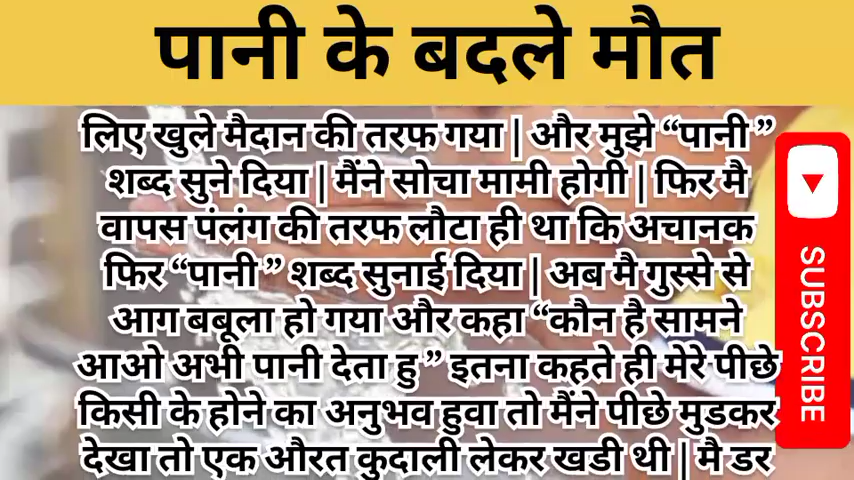 पानी के बदले मौत
लिए खुले मैदान की तरफ गया | और मुझे “पानी ”
शब्द सुने दिया | मैंने सोचा मामी होगी | फिर मै
वापस पंलंग की तरफ लौटा ही था कि अचानक
फिर “पानी ” शब्द सुनाई दिया | अब मै गुस्से से
आग बबूला हो गया और कहा “कौन है सामने
आओ अभी पानी देता हु ” इतना कहते ही मेरे पीछे
किसी के होने का अनुभव हुवा तो मैंने पीछे मुडकर
देखा तो एक औरत कुदाली लेकर खडी थी | मै डर
SUBSCRIBE